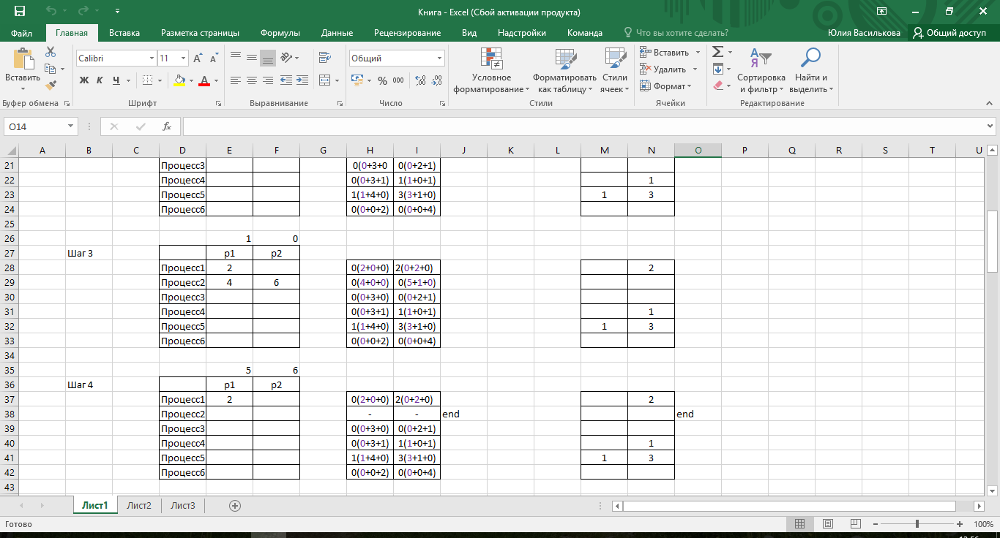 Книга - Excel (Сбой активации продукта)
Файл Главная Вставка Разметка страницы Формулы Данные Рецензирование Вид Надстройки Команда Что вы хотите сделать? Юлия Василькова Общий доступ
Вставить Calibri 11 Общий Условное форматирование Форматировать как таблицу Стили ячеек Вставить Удалить Формат Сортировка и фильтр Найти и выделить
Ж К Ч A % 000
Буфер обмена Шрифт Выравнивание Число Стили Ячейки Редактирование
O14 fx
A B C D E F G H I J K L M N O P Q R S T U
21 Процесс3 0(0+3+0 0(0+2+1)
22 Процесс4 0(0+3+1) 1(1+0+1) 1
23 Процесс5 1(1+4+0) 3(3+1+0) 1 3
24 Процесс6 0(0+0+2) 0(0+0+4)
25
26 1 0
27 Шаг 3 p1 p2
28 Процесс1 2 0(2+0+0) 2(0+2+0) 2
29 Процесс2 4 6 0(4+0+0) 0(5+1+0)
30 Процесс3 0(0+3+0) 0(0+2+1)
31 Процесс4 0(0+3+1) 1(1+0+1) 1
32 Процесс5 1(1+4+0) 3(3+1+0) 1 3
33 Процесс6 0(0+0+2) 0(0+0+4)
34
35 5 6
36 Шаг 4 p1 p2
37 Процесс1 2 0(2+0+0) 2(0+2+0) 2
38 Процесс2 - - end end
39 Процесс3 0(0+3+0) 0(0+2+1)
40 Процесс4 0(0+3+1) 1(1+0+1) 1
41 Процесс5 1(1+4+0) 3(3+1+0) 1 3
42 Процесс6 0(0+0+2) 0(0+0+4)
43
Лист1 Лист2 Лист3
Готово 100%